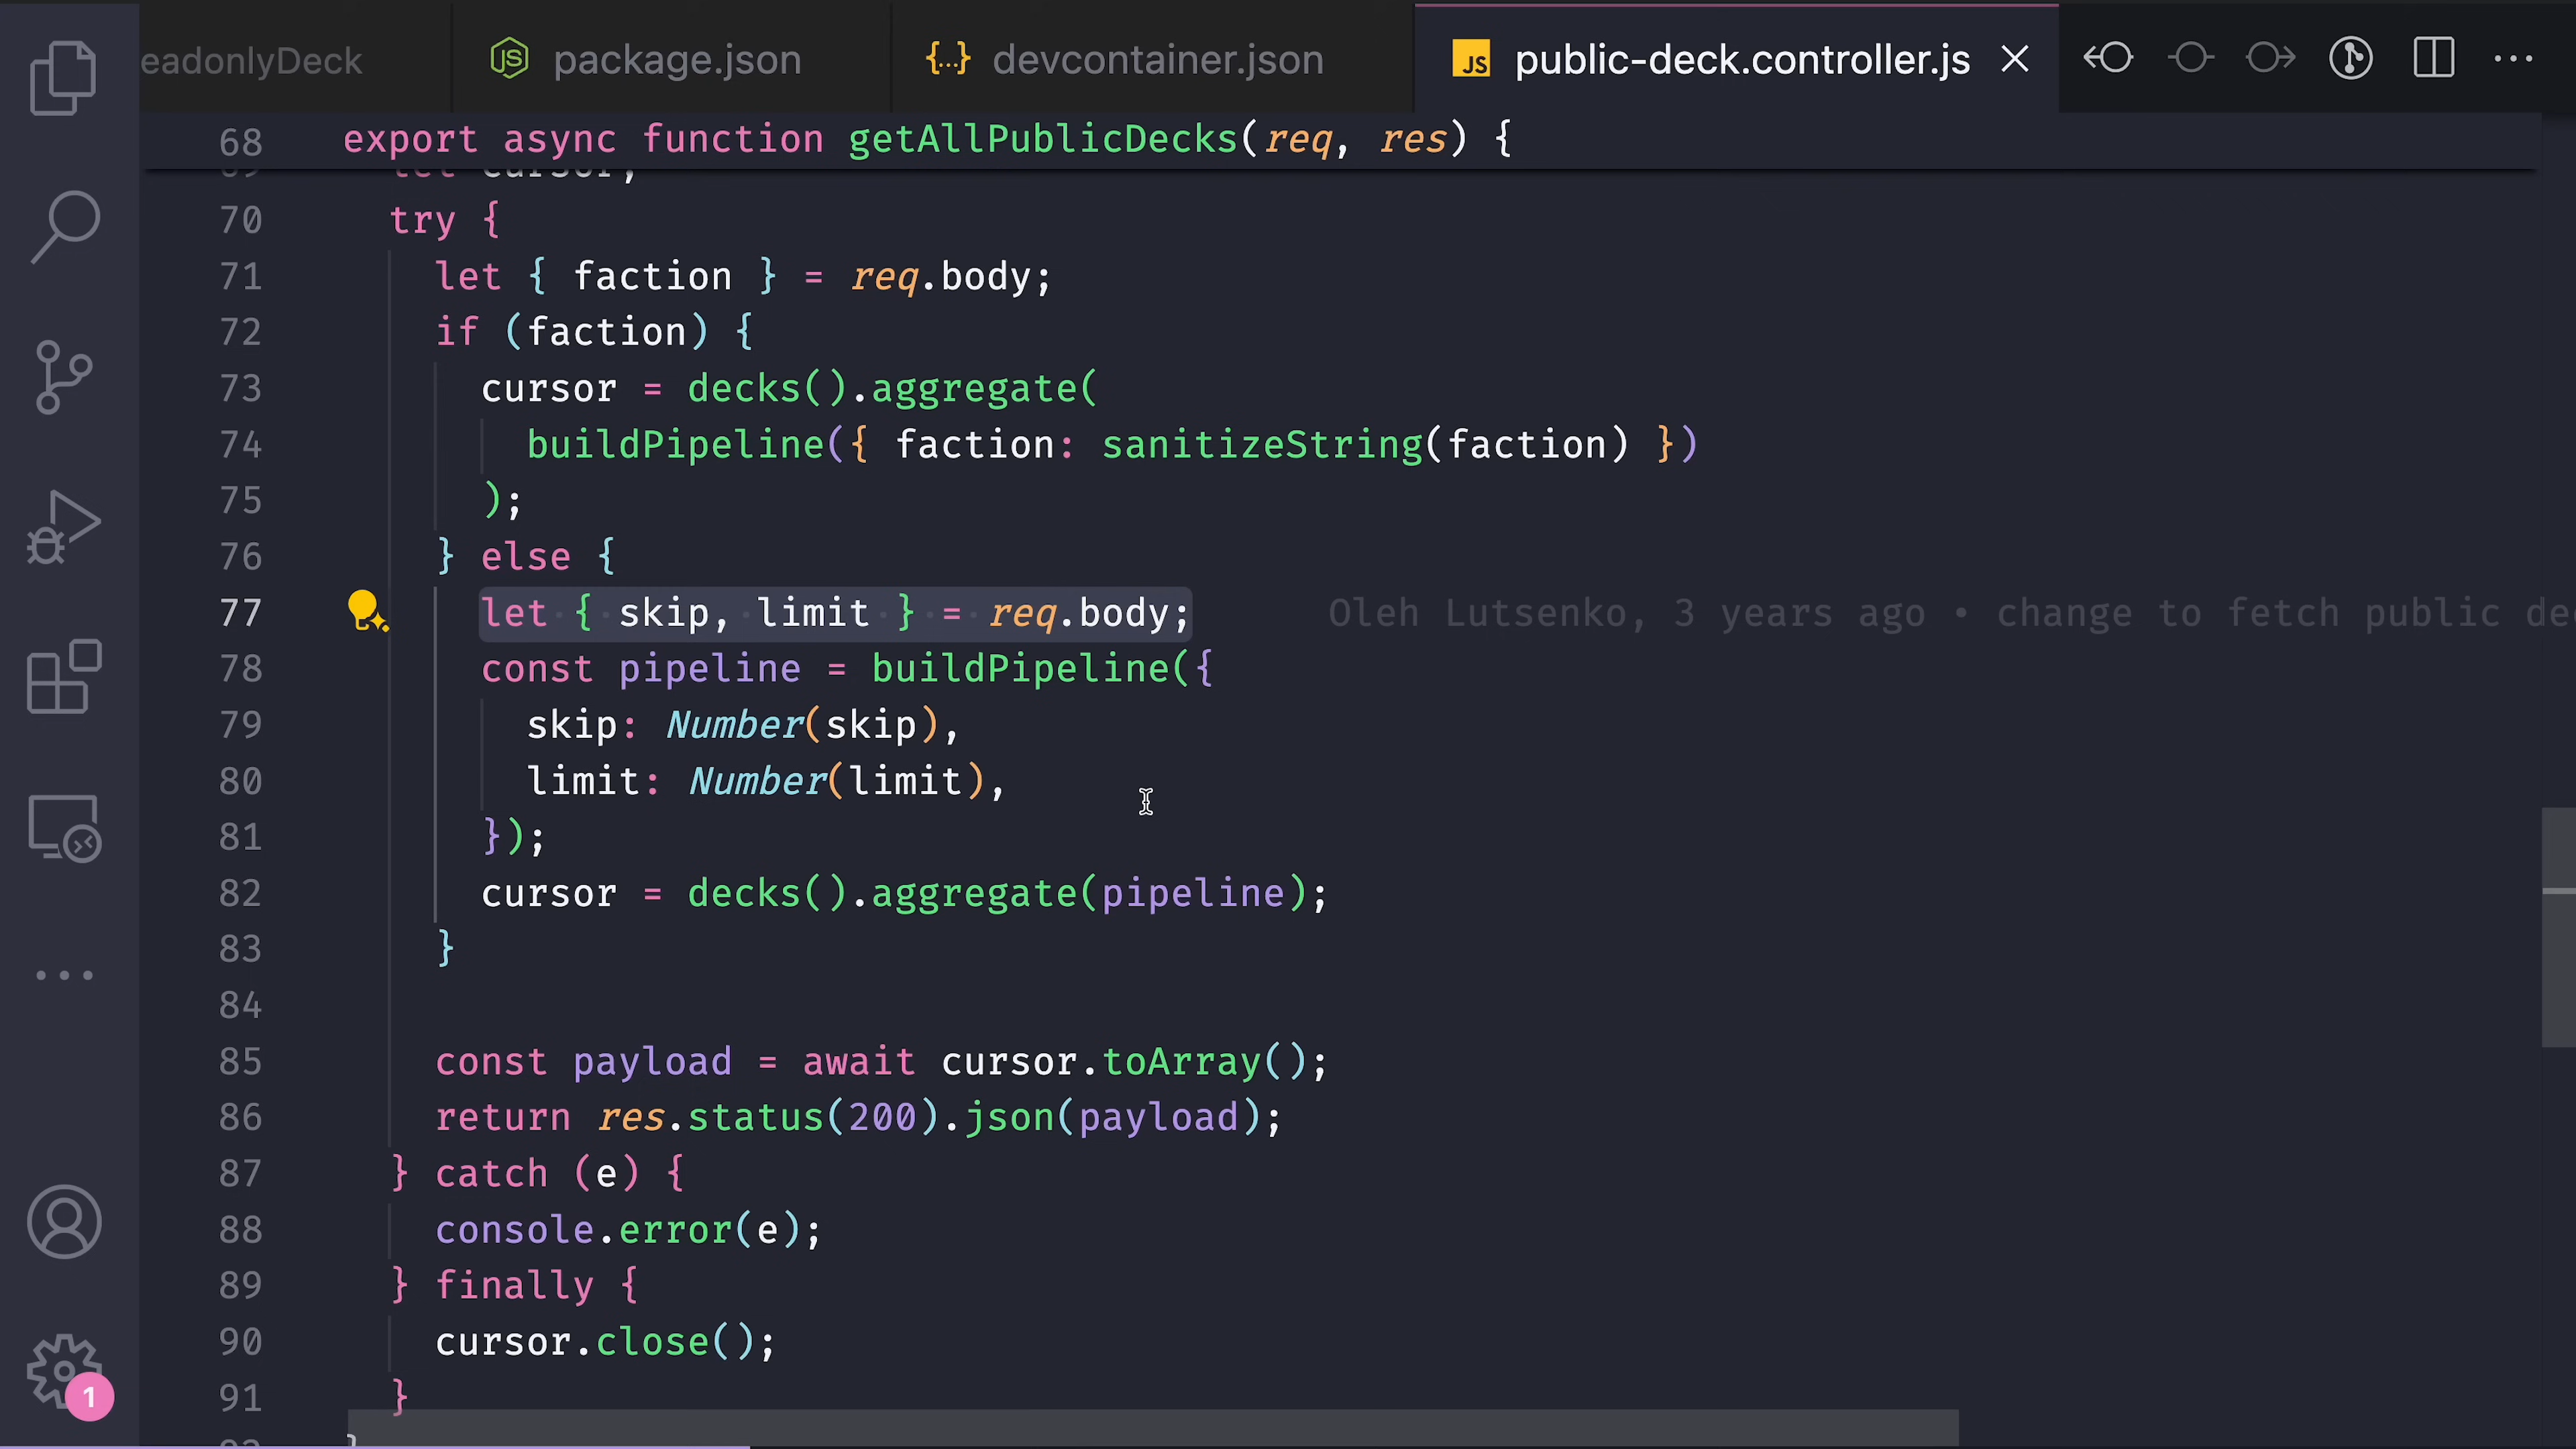 eadonlyDeck
package.json
devcontainer.json
public-deck.controller.js
68 export async function getAllPublicDecks(req, res) {
69 let cursor;
70 try {
71 let { faction } = req.body;
72 if (faction) {
73 cursor = decks().aggregate(
74 buildPipeline({ faction: sanitizeString(faction) })
75 );
76 } else {
77 let { skip, limit } = req.body; Oleh Lutsenko, 3 years ago • change to fetch public de
78 const pipeline = buildPipeline({
79 skip: Number(skip),
80 limit: Number(limit),
81 });
82 cursor = decks().aggregate(pipeline);
83 }
84
85 const payload = await cursor.toArray();
86 return res.status(200).json(payload);
87 } catch (e) {
88 console.error(e);
89 } finally {
90 cursor.close();
91 }
92 }
1